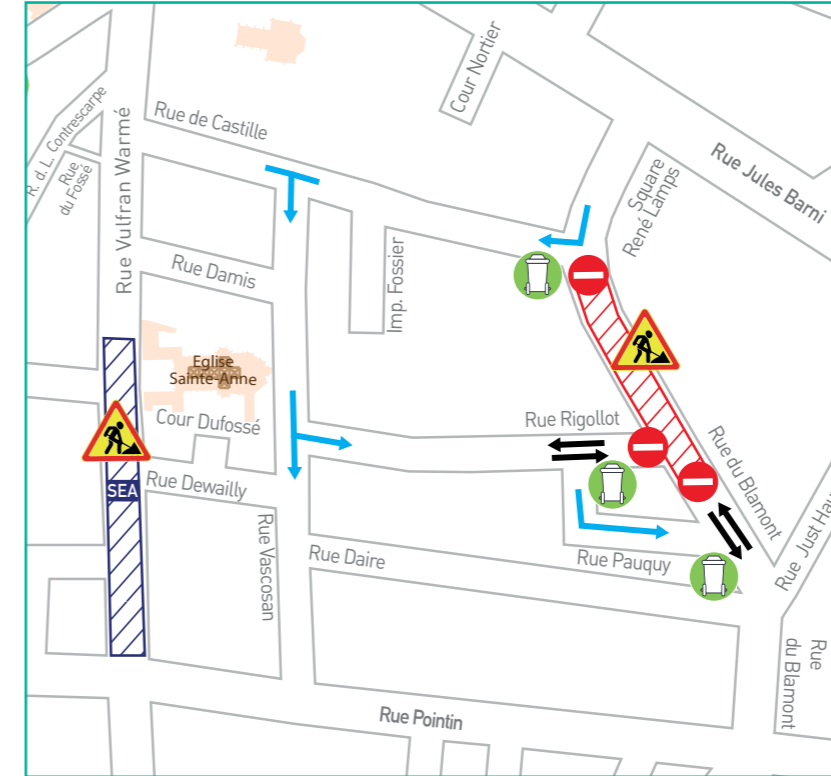 Cour Nortier
Rue de Castille
R. d. L. Contrescarpe
Rue
du Fossé
Rue Vulfran Warmé
Rue Jules Barni
Square
René Lamps
Rue Damis
Imp. Fossier
Eglise
Sainte-Anne
Cour Dufossé
Rue Rigollot
Rue du Blamont
SEA
Rue Dewailly
Rue Vascosan
Rue Daire
Rue Pauquy
Rue Just Haü
Rue
du Blamont
Rue Pointin